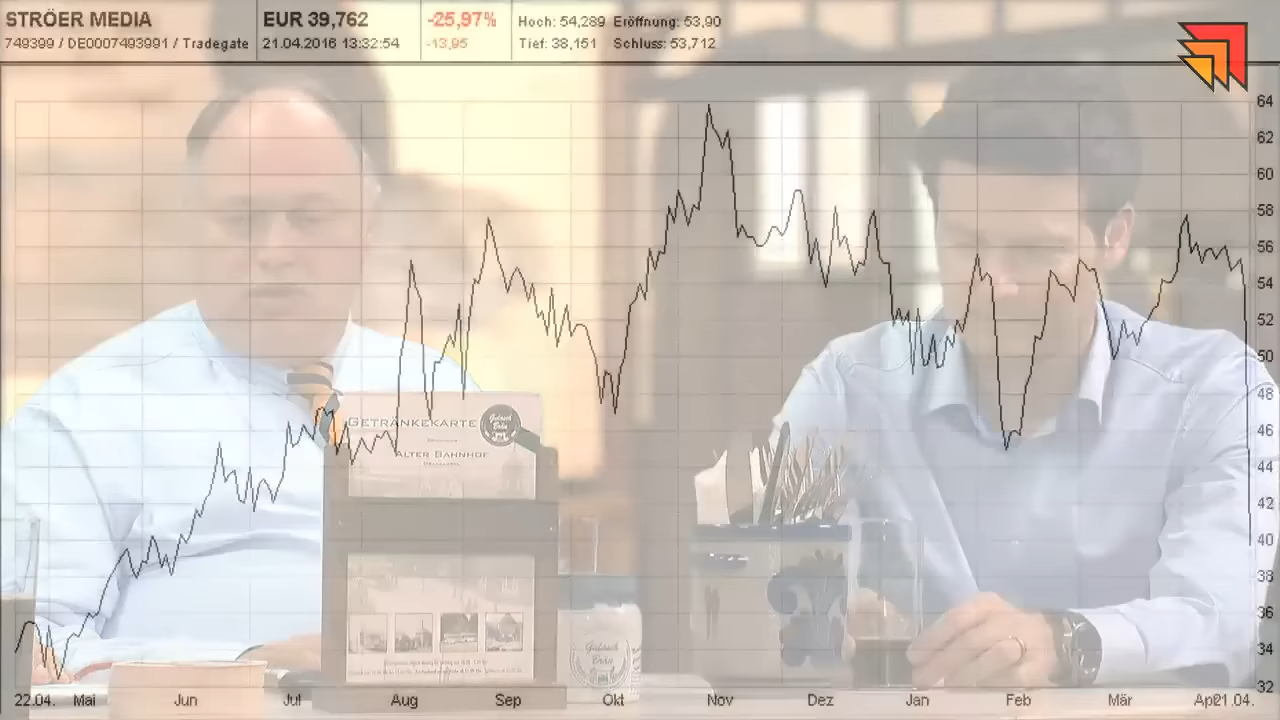 STRÖER MEDIA EUR 39,762 -25,97% Hoch: 54,289 Eröffnung: 53,90
749399 / DE0007493991 / Tradegate 21.04.2016 13:32:54 -13,95 Tief: 38,151 Schluss: 53,712
64
62
60
58
56
54
52
50
48
46
44
42
40
38
36
34
32
GETRÄNKEKARTE
ALTER BAHNHOF
Gulasch
Bräu
22.04. Mai Jun Jul Aug Sep Okt Nov Dez Jan Feb Mär Ap 21.04.